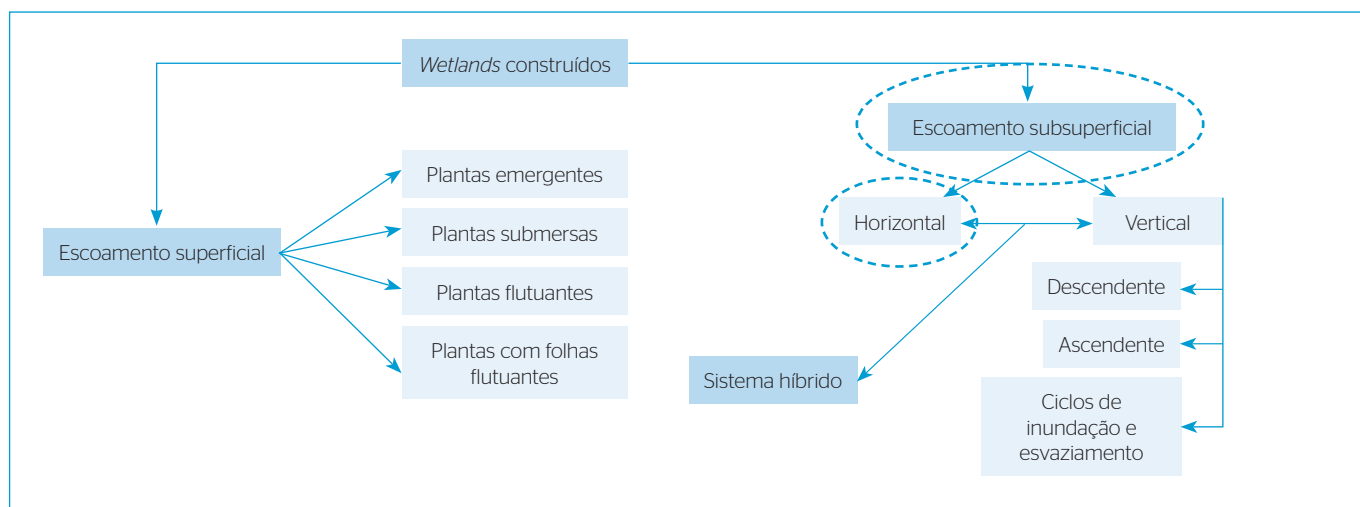 Wetlands construídos
Escoamento subsuperficial
Plantas emergentes
Horizontal
Vertical
Plantas submersas
Escoamento superficial
Plantas flutuantes
Descendente
Plantas com folhas
flutuantes
Ascendente
Sistema híbrido
Ciclos de
inundação e
esvaziamento